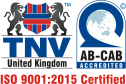 TNV
United Kingdom
AB-CAB
ACCREDITED
ISO 9001:2015 Certified